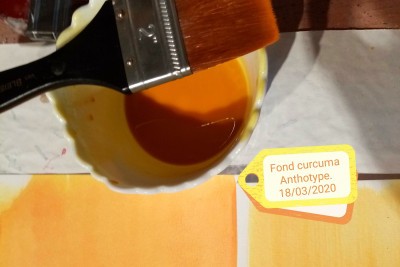 Fond curcuma
Anthotype.
18/03/2020